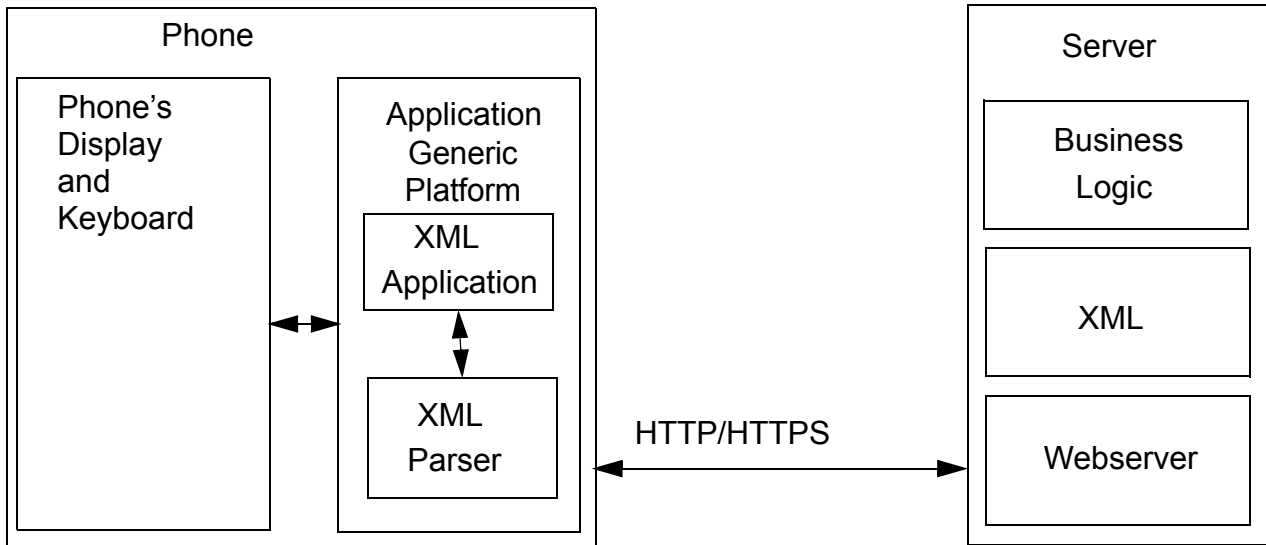 Phone
Phone’s
Display
and
Keyboard
Application
Generic
Platform
XML
Application
XML
Parser
HTTP/HTTPS
Server
Business
Logic
XML
Webserver